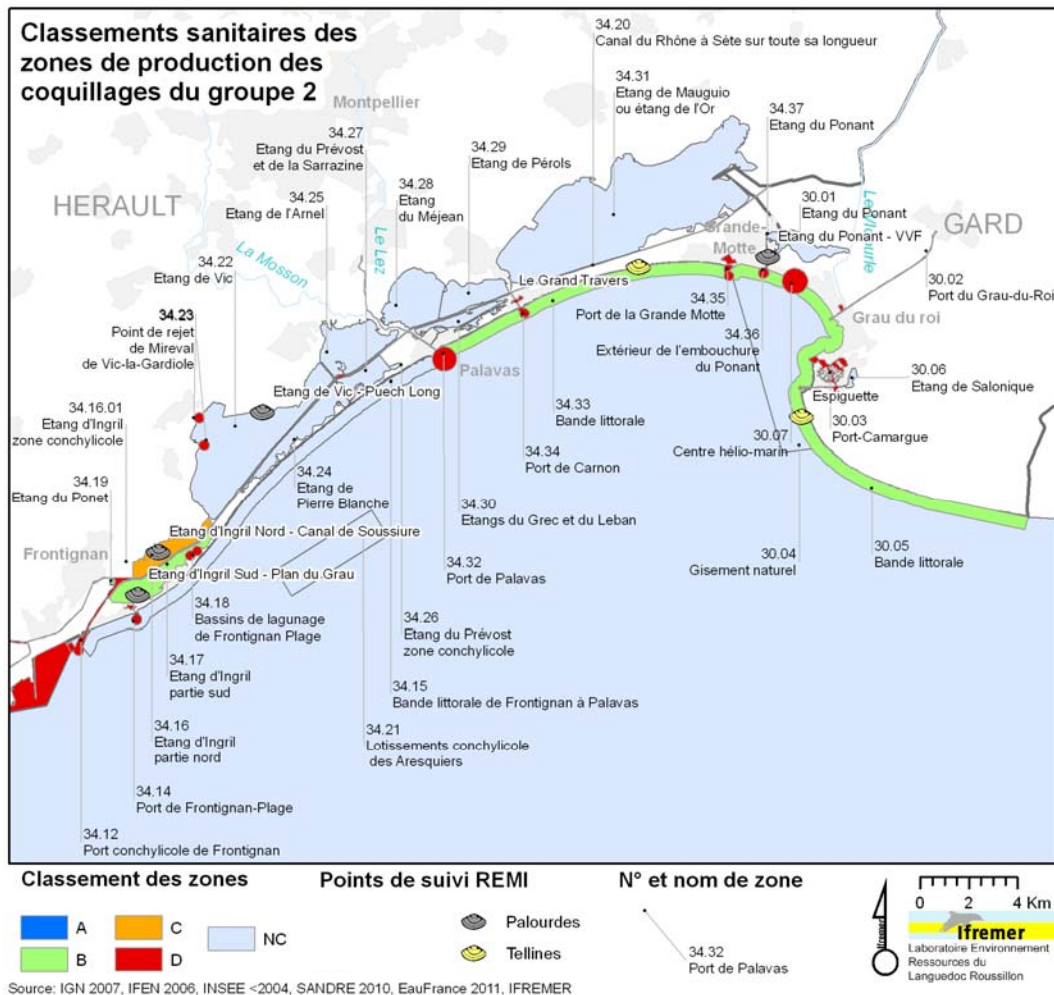 Classements sanitaires des
zones de production des
coquillages du groupe 2
34.20
Canal du Rhône à Sète sur toute sa longueur
34.31
Etang de Mauguio
ou étang de l'Or
34.37
Etang du Ponant
Montpellier
34.27
Etang du Prévost
et de la Sarrazine
34.29
Etang de Pérols
34.28
Etang
du Méjean
30.01
Etang du Ponant
HERAULT
34.25
Etang de l'Arnel
Le Lez
Grande-
Motte
Etang du Ponant - VVF
Le Vidourle
GARD
La Mosson
34.22
Etang de Vic
Le Grand Travers
30.02
Port du Grau-du-Roi
34.35
Port de la Grande Motte
Grau du roi
34.23
Point de rejet
de Mireval
de Vic-la-Gardiole
34.36
Extérieur de l'embouchure
du Ponant
Palavas
30.06
Etang de Salonique
Etang de Vic - Puech Long
Espiguette
34.16.01
Etang d'Ingril
zone conchylicole
34.33
Bande littorale
30.03
Port-Camargue
30.07
Centre hélio-marin
34.34
Port de Carnon
34.24
Etang de
Pierre Blanche
34.19
Etang du Ponet
34.30
Etangs du Grec et du Leban
Etang d'Ingril Nord - Canal de Soussiure
Frontignan
Etang d'Ingril Sud - Plan du Grau
34.32
Port de Palavas
30.04
Gisement naturel
30.05
Bande littorale
34.18
Bassins de lagunage
de Frontignan Plage
34.26
Etang du Prévost
zone conchylicole
34.17
Etang d'Ingril
partie sud
34.15
Bande littorale de Frontignan à Palavas
34.16
Etang d'Ingril
partie nord
34.21
Lotissements conchylicole
des Aresquiers
34.14
Port de Frontignan-Plage
34.12
Port conchylicole de Frontignan
Classement des zones
A
B
C
D
NC
Points de suivi REMI
Palourdes
Tellines
N° et nom de zone
34.32
Port de Palavas
Ifremer
0 2 4 Km
Ifremer
Laboratoire Environnement
Ressources du
Languedoc Roussillon
Source: IGN 2007, IFEN 2006, INSEE <2004, SANDRE 2010, EauFrance 2011, IFREMER